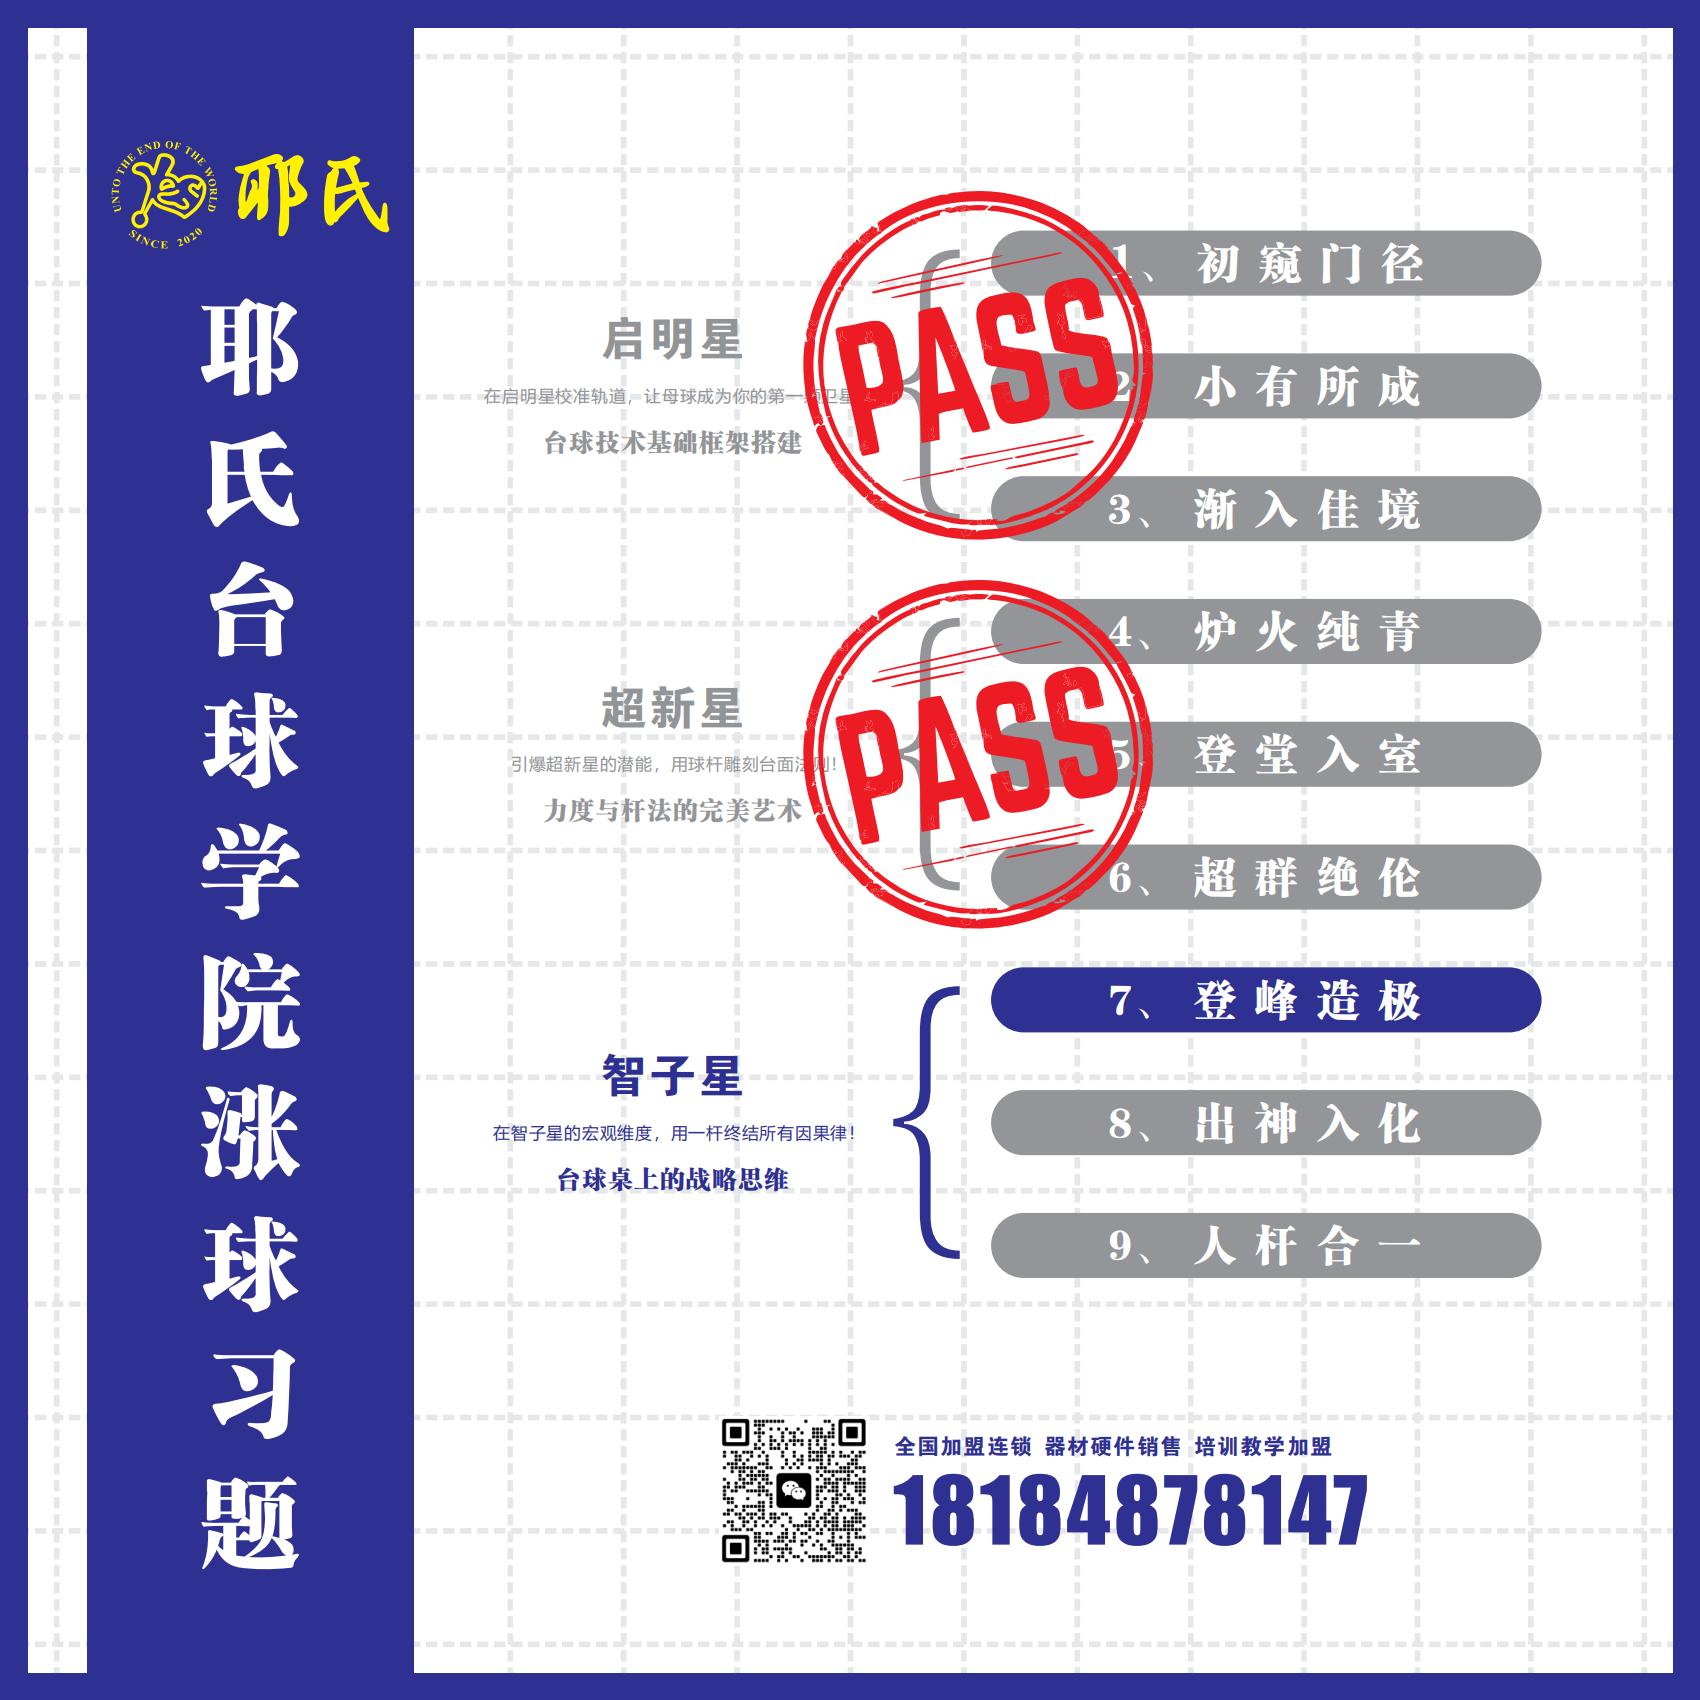 UNTO THE END OF THE WORLD
SINCE 2020
耶氏
耶氏台球学院涨球习题
启明星
在启明星校准轨道，让母球成为你的第一颗卫星
台球技术基础框架搭建
PASS
1、初窥门径
2、小有所成
3、渐入佳境
超新星
引爆超新星的潜能，用球杆雕刻台面法则！
力度与杆法的完美艺术
PASS
4、炉火纯青
5、登堂入室
6、超群绝伦
智子星
在智子星的宏观维度，用一杆终结所有因果律！
台球桌上的战略思维
7、登峰造极
8、出神入化
9、人杆合一
全国加盟连锁 器材硬件销售 培训教学加盟
18184878147